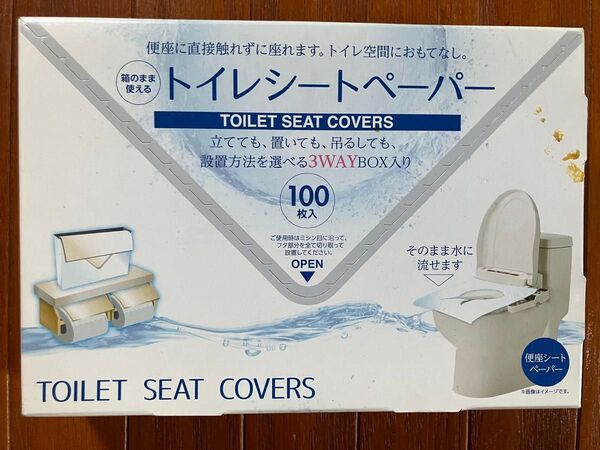 便座に直接触れずに座れます。トイレ空間におもてなし。
箱のまま
使える
トイレシートペーパー
TOILET SEAT COVERS
立てても、置いても、吊るしても、
設置方法を選べる3WAYBOX入り
100
枚入
ご使用時はミシン目に沿って、
フタ部分を全て切り取って
設置してください。
OPEN
そのまま水に
流せます
便座シート
ペーパー
※画像はイメージです。
TOILET SEAT COVERS